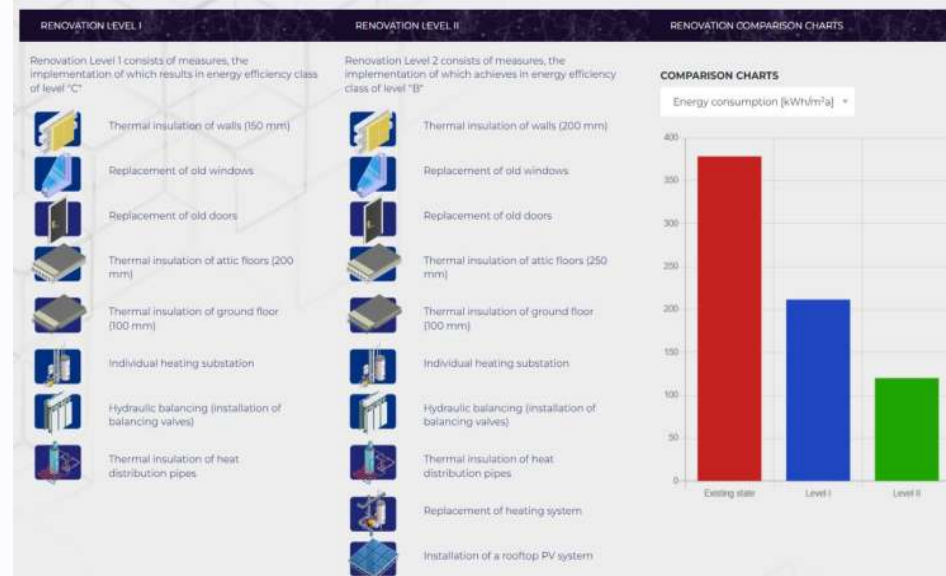 RENOVATION LEVEL I
Renovation Level 1 consists of measures, the
implementation of which results in energy efficiency class
of level "C"
Thermal insulation of walls (150 mm)
Replacement of old windows
Replacement of old doors
Thermal insulation of attic floors (200
mm)
Thermal insulation of ground floor
(100 mm)
Individual heating substation
Hydraulic balancing (installation of
balancing valves)
Thermal insulation of heat
distribution pipes
RENOVATION LEVEL II
Renovation Level 2 consists of measures, the
implementation of which achieves in energy efficiency
class of level "B"
Thermal insulation of walls (200 mm)
Replacement of old windows
Replacement of old doors
Thermal insulation of attic floors (250
mm)
Thermal insulation of ground floor
(100 mm)
Individual heating substation
Hydraulic balancing (installation of
balancing valves)
Thermal insulation of heat
distribution pipes
Replacement of heating system
Installation of a rooftop PV system
RENOVATION COMPARISON CHARTS
COMPARISON CHARTS
Energy consumption [kWh/m²a]
400
350
300
250
200
150
100
50
0
Existing state
Level I
Level II